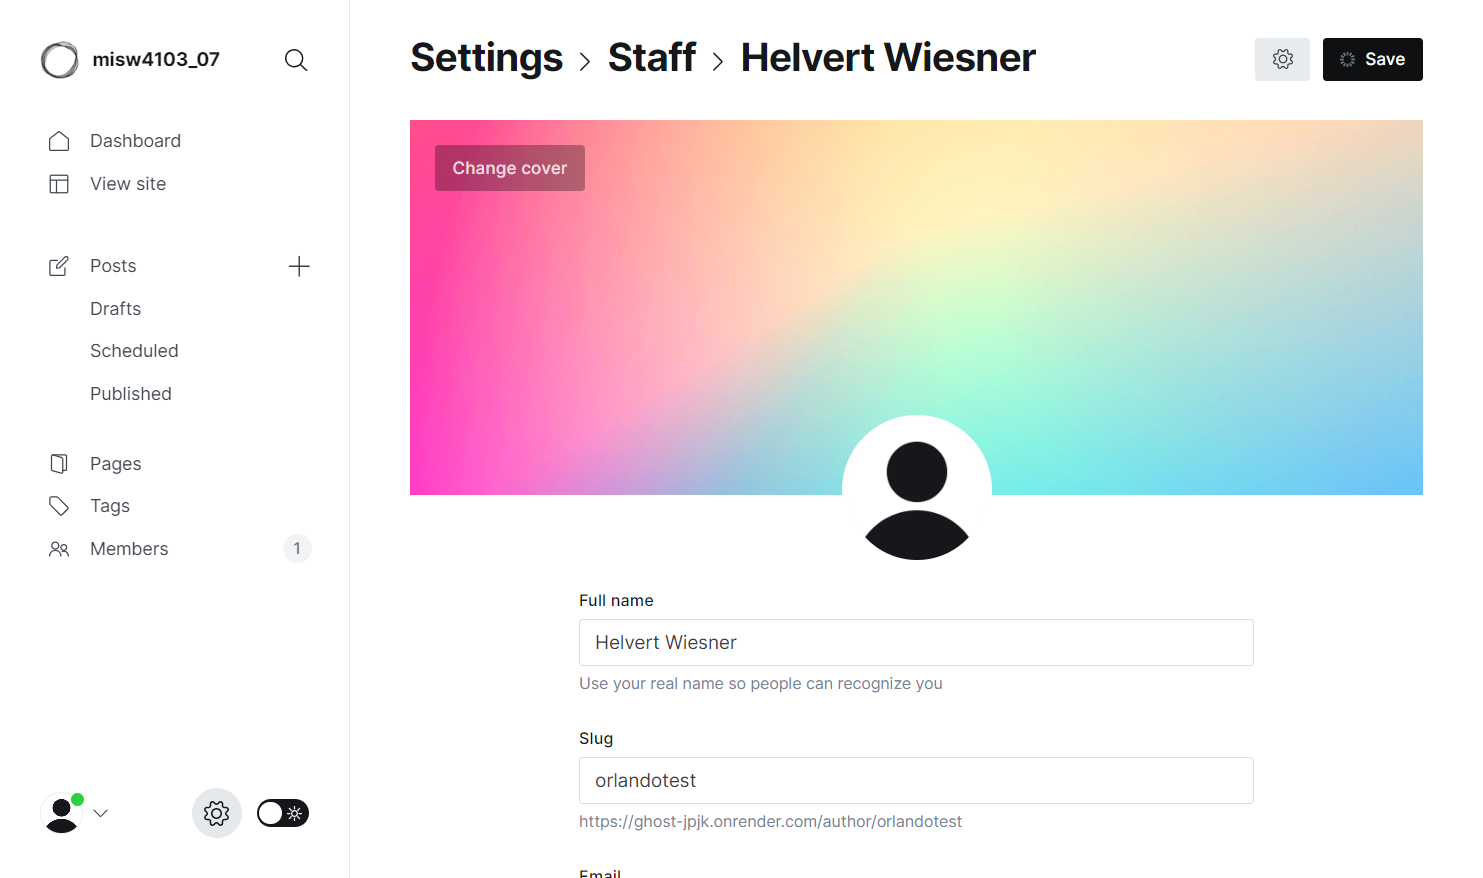 misw4103_07
Dashboard
View site
Posts
Drafts
Scheduled
Published
Pages
Tags
Members
1
Settings > Staff > Helvert Wiesner
Save
Change cover
Full name
Helvert Wiesner
Use your real name so people can recognize you
Slug
orlandotest
https://ghost-jpjk.onrender.com/author/orlandotest
Email